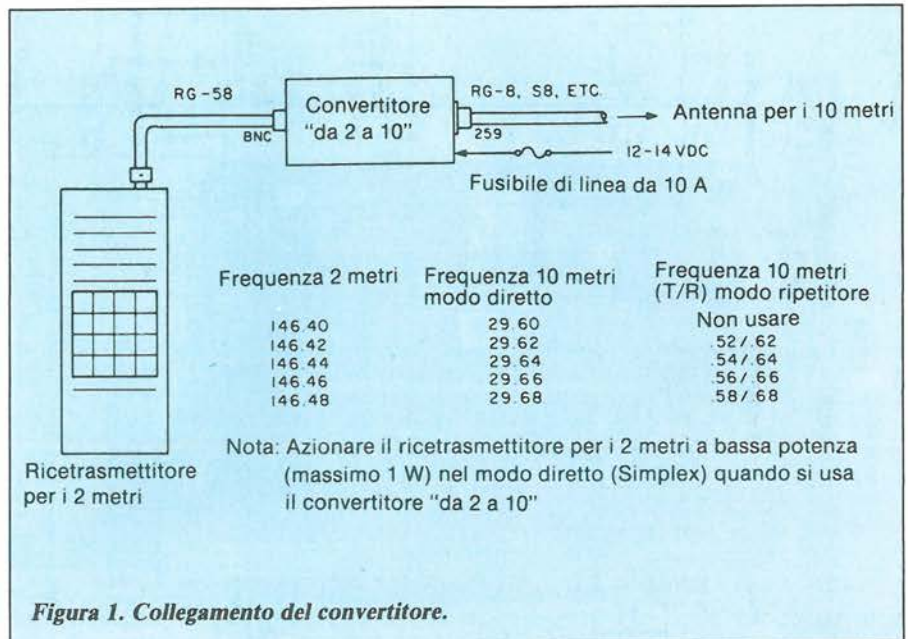 RG-58
Convertitore
"da 2 a 10"
BNC
RG-8, S8, ETC.
259
Antenna per i 10 metri
12-14 VDC
Fusibile di linea da 10 A
Frequenza 2 metri
Frequenza 10 metri
modo diretto
Frequenza 10 metri
(T/R) modo ripetitore
146.40 29.60 Non usare
146.42 29.62 .52/.62
146.44 29.64 .54/.64
146.46 29.66 .56/.66
146.48 29.68 .58/.68
Ricetrasmettitore
per i 2 metri
Nota: Azionare il ricetrasmettitore per i 2 metri a bassa potenza
(massimo 1 W) nel modo diretto (Simplex) quando si usa
il convertitore "da 2 a 10"
Figura 1. Collegamento del convertitore.